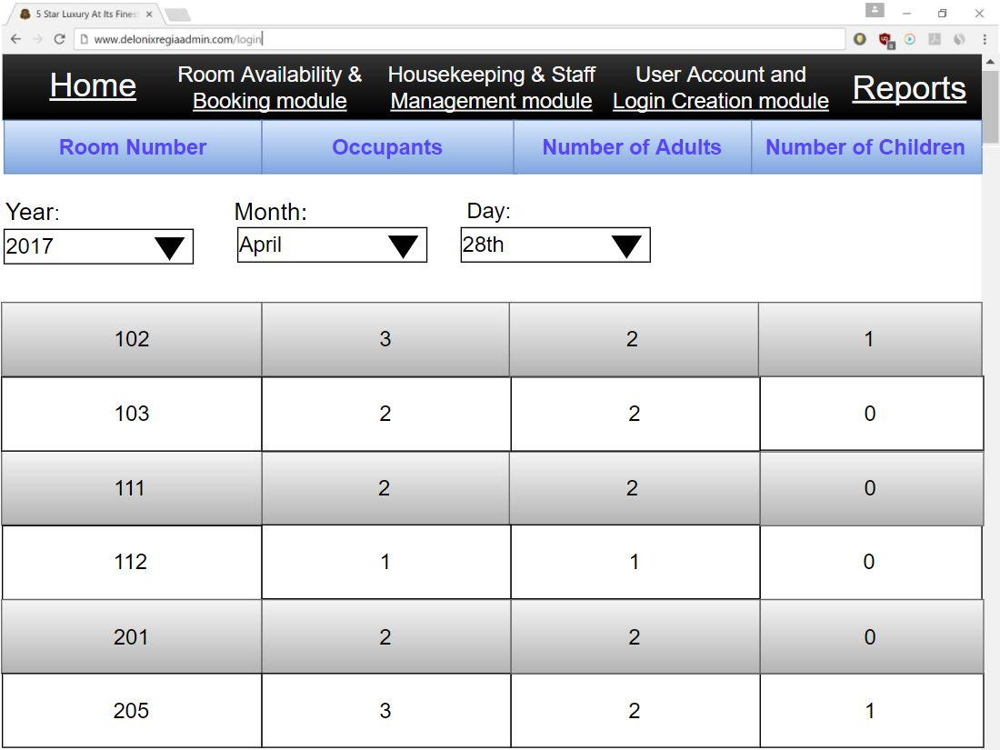 5 Star Luxury At Its Fines
www.delonixregiaadmin.com/login
Home
Room Availability &
Booking module
Housekeeping & Staff
Management module
User Account and
Login Creation module
Reports
Room Number Occupants Number of Adults Number of Children
Year: Month: Day:
2017 April 28th
102 3 2 1
103 2 2 0
111 2 2 0
112 1 1 0
201 2 2 0
205 3 2 1